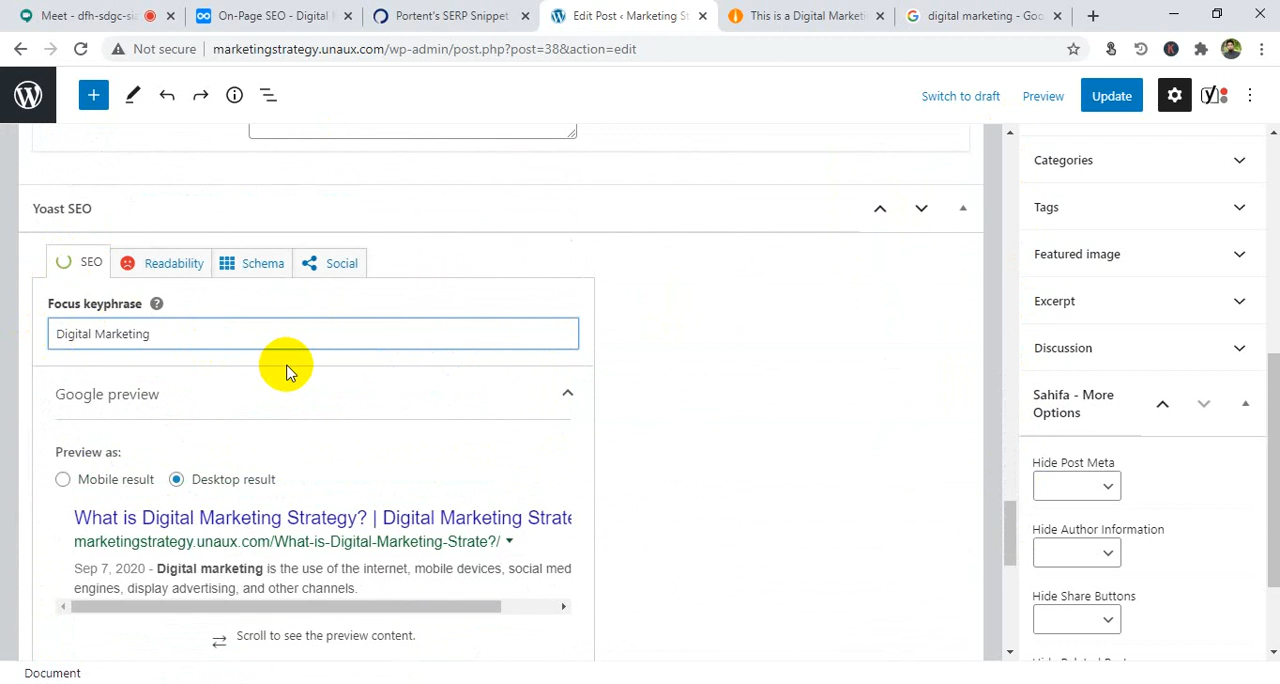 Meet - dfh-sdgc-su
On-Page SEO - Digital M
Portent's SERP Snippet
Edit Post ‹ Marketing St
This is a Digital Marketi
digital marketing - Goo
Not secure
marketingstrategy.unaux.com/wp-admin/post.php?post=38&action=edit
Switch to draft
Preview
Update
Yoast SEO
SEO
Readability
Schema
Social
Focus keyphrase
Digital Marketing
Google preview
Preview as:
Mobile result
Desktop result
What is Digital Marketing Strategy? | Digital Marketing Strate
marketingstrategy.unaux.com/What-is-Digital-Marketing-Strate?/
Sep 7, 2020 - Digital marketing is the use of the internet, mobile devices, social med
engines, display advertising, and other channels.
Scroll to see the preview content.
Document
Categories
Tags
Featured image
Excerpt
Discussion
Sahifa - More
Options
Hide Post Meta
Hide Author Information
Hide Share Buttons